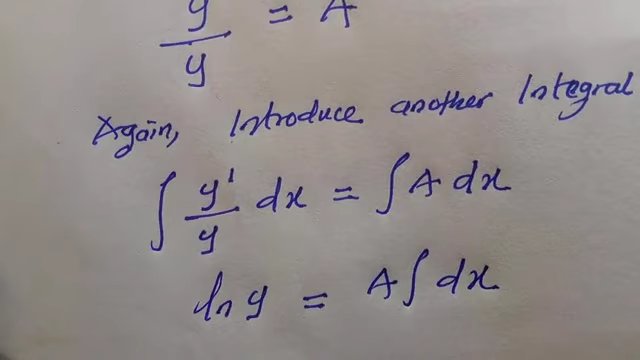 y / y = A
Again, Introduce another Integral
∫ y' / y dx = ∫ A dx
ln y = A ∫ dx